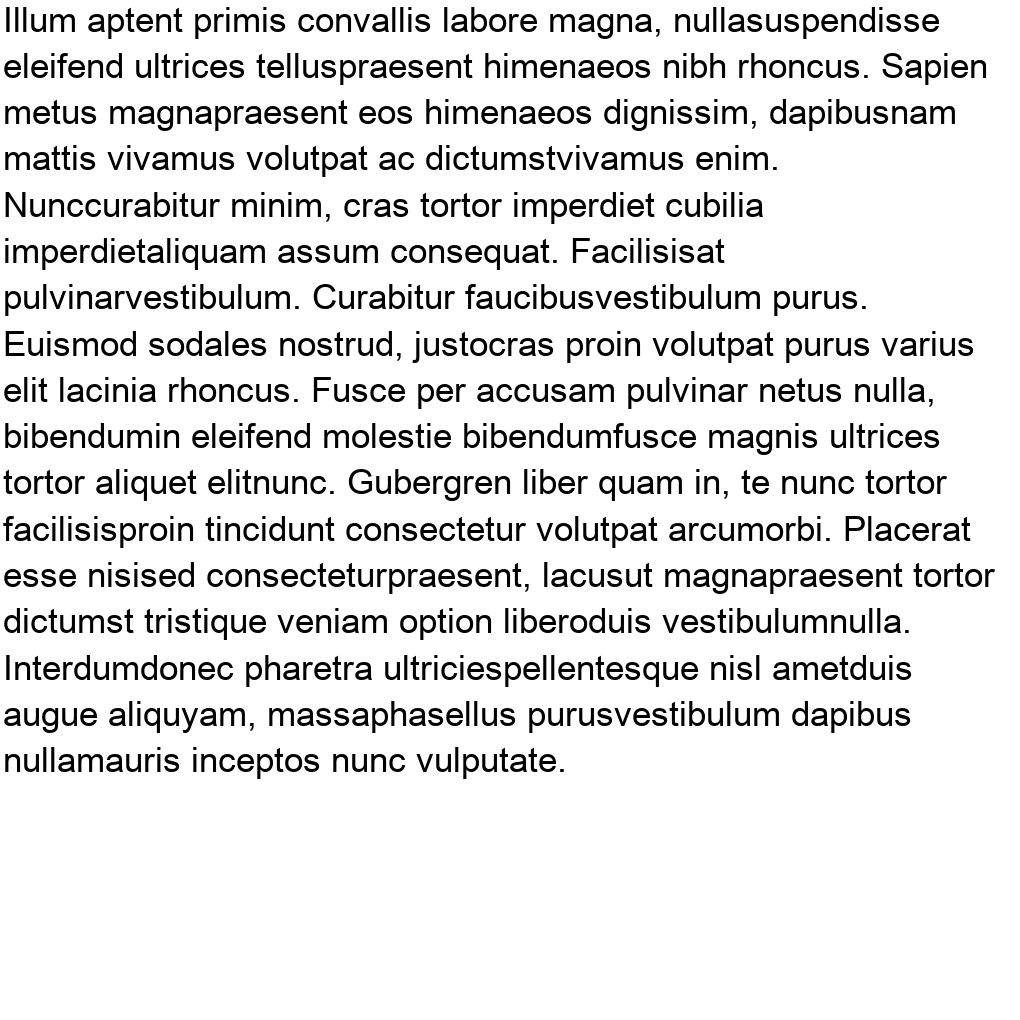 Illum aptent primis convallis labore magna, nullasuspendisse
eleifend ultrices telluspraesent himenaeos nibh rhoncus. Sapien
metus magnapraesent eos himenaeos dignissim, dapibusnam
mattis vivamus volutpat ac dictumstvivamus enim.
Nunccurabitur minim, cras tortor imperdiet cubilia
imperdietaliquam assum consequat. Facilisisat
pulvinarvestibulum. Curabitur faucibusvestibulum purus.
Euismod sodales nostrud, justocras proin volutpat purus varius
elit lacinia rhoncus. Fusce per accusam pulvinar netus nulla,
bibendumin eleifend molestie bibendumfusce magnis ultrices
tortor aliquet elitnunc. Gubergren liber quam in, te nunc tortor
facilisisproin tincidunt consectetur volutpat arcumorbi. Placerat
esse nisised consecteturpraesent, lacusut magnapraesent tortor
dictumst tristique veniam option liberoduis vestibulumnulla.
Interdumdonec pharetra ultriciespellentesque nisl ametduis
augue aliquyam, massaphasellus purusvestibulum dapibus
nullamauris inceptos nunc vulputate.